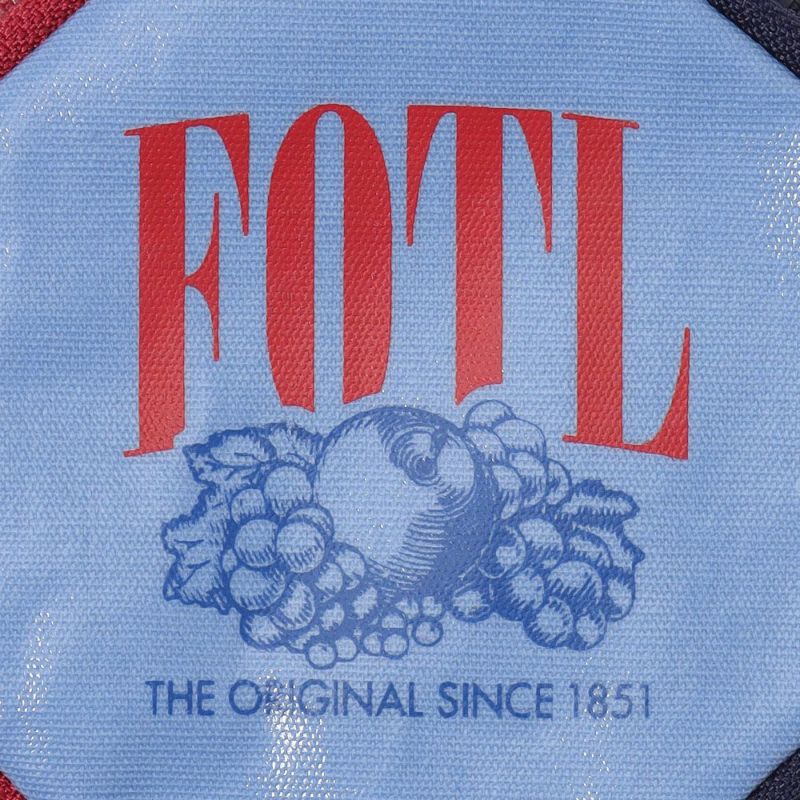 FOTL
THE ORIGINAL SINCE 1851